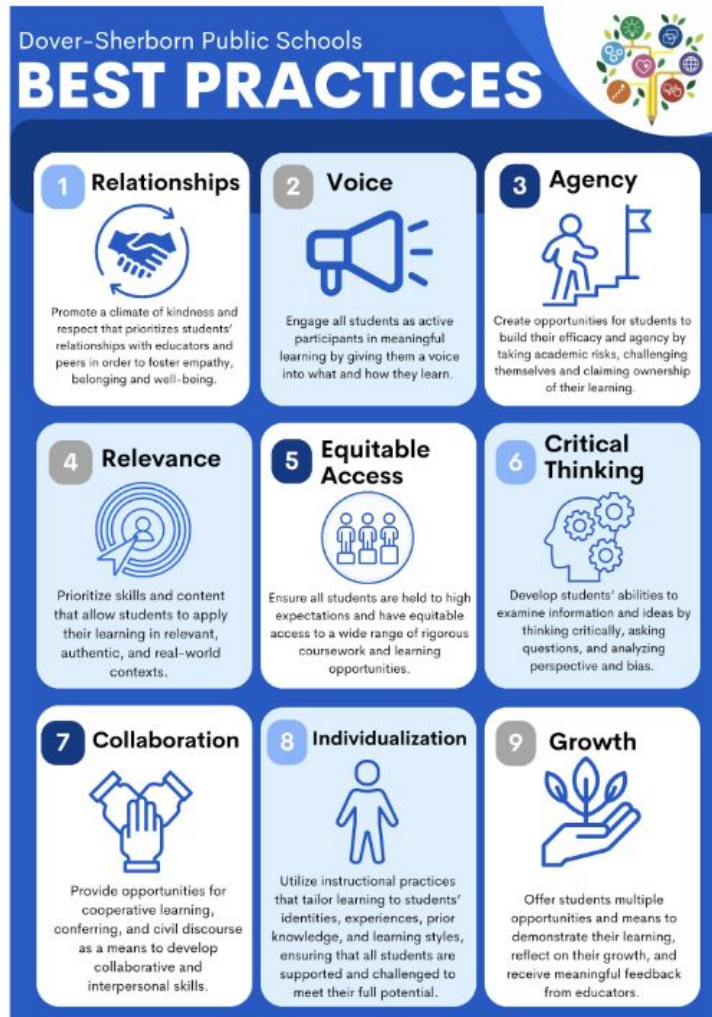 Dover-Sherborn Public Schools
BEST PRACTICES
1
Relationships
Promote a climate of kindness and
respect that prioritizes students'
relationships with educators and
peers in order to foster empathy,
belonging and well-being.
2
Voice
Engage all students as active
participants in meaningful
learning by giving them a voice
into what and how they learn.
3
Agency
Create opportunities for students to
build their efficacy and agency by
taking academic risks, challenging
themselves and claiming ownership
of their learning.
4
Relevance
Prioritize skills and content
that allow students to apply
their learning in relevant,
authentic, and real-world
contexts.
5
Equitable
Access
Ensure all students are held to high
expectations and have equitable
access to a wide range of rigorous
coursework and learning
opportunities.
6
Critical
Thinking
Develop students' abilities to
examine information and ideas by
thinking critically, asking
questions, and analyzing
perspective and bias.
7
Collaboration
Provide opportunities for
cooperative learning,
conferring, and civil discourse
as a means to develop
collaborative and
interpersonal skills.
8
Individualization
Utilize instructional practices
that tailor learning to students'
identities, experiences, prior
knowledge, and learning styles,
ensuring that all students are
supported and challenged to
meet their full potential.
9
Growth
Offer students multiple
opportunities and means to
demonstrate their learning,
reflect on their growth, and
receive meaningful feedback
from educators.